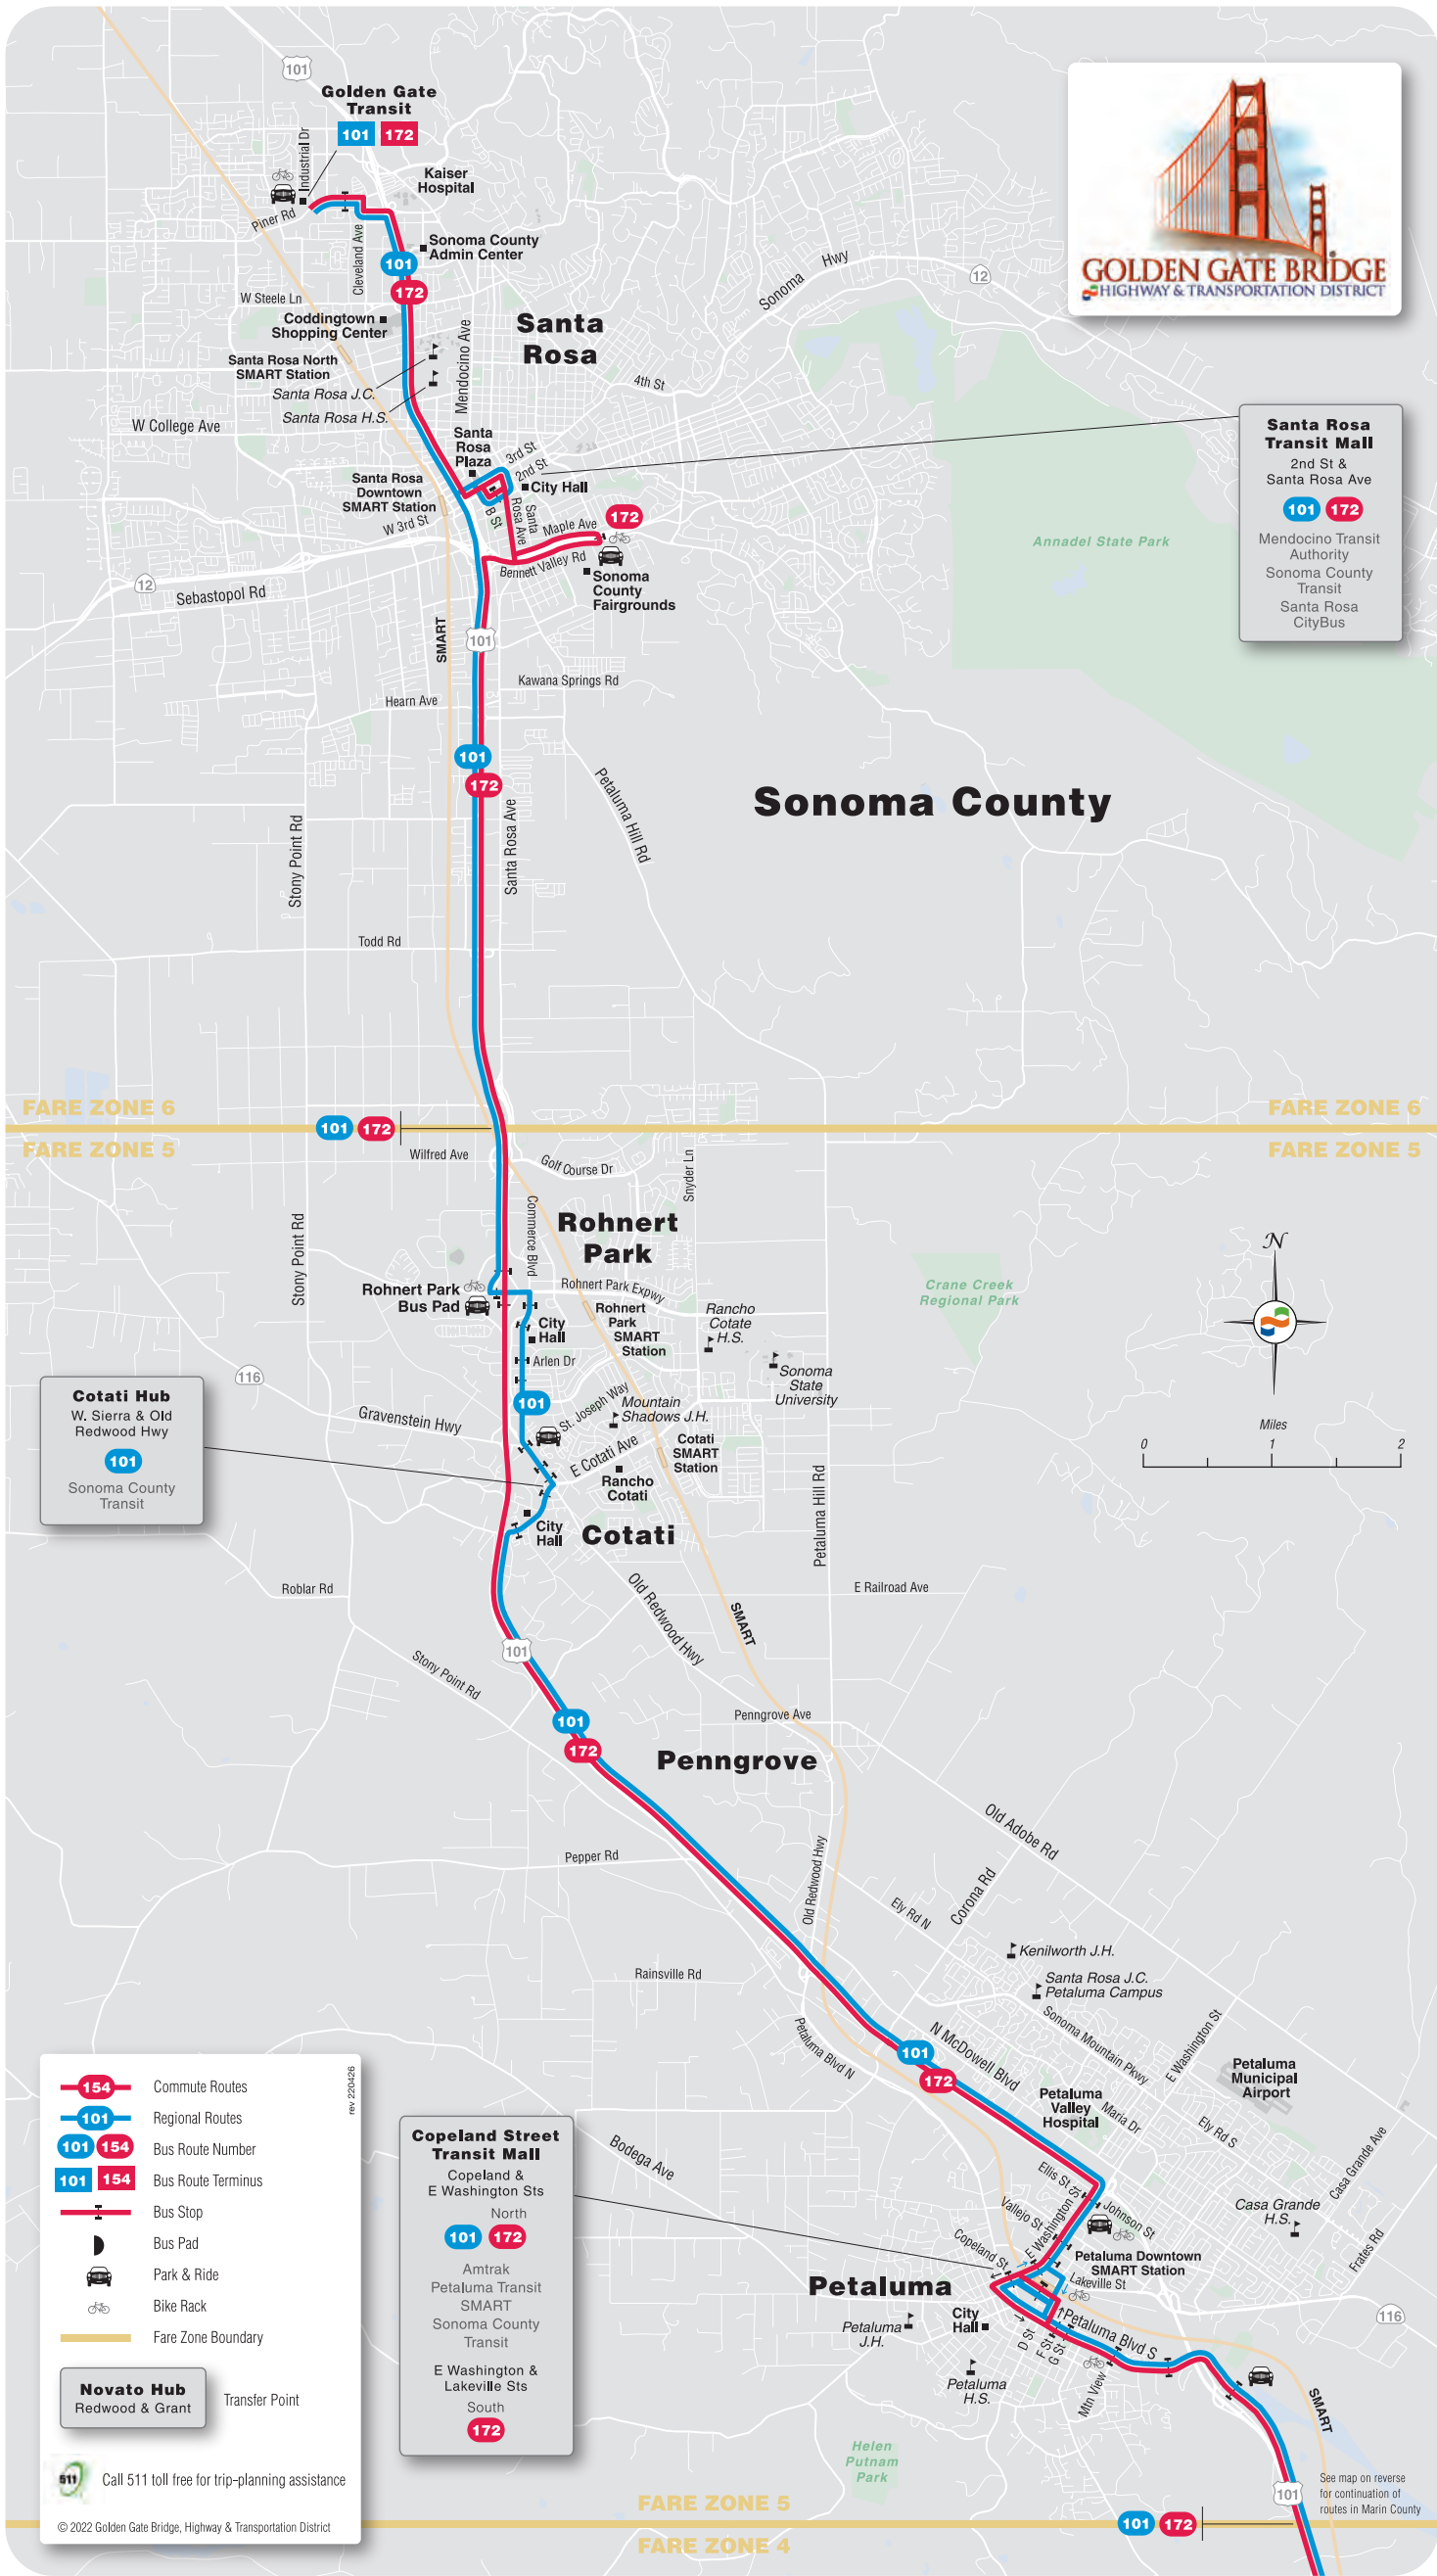 101
Golden Gate
Transit
101 172
Industrial Dr
Piner Rd
Kaiser
Hospital
Cleveland Ave
Sonoma County
Admin Center
101
172
W Steele Ln
Coddingtown
Shopping Center
Santa Rosa North
SMART Station
Santa Rosa J.C.
Santa Rosa H.S.
Mendocino Ave
Santa
Rosa
4th St
Sonoma Hwy
12
GOLDEN GATE BRIDGE
HIGHWAY & TRANSPORTATION DISTRICT
W College Ave
Santa
Rosa
Plaza
3rd St
2nd St
City Hall
Santa Rosa
Downtown
SMART Station
W 3rd St
B St
Santa
Rosa Ave
Maple Ave
172
Bennett Valley Rd
Sonoma
County
Fairgrounds
Santa Rosa
Transit Mall
2nd St &
Santa Rosa Ave
101 172
Mendocino Transit
Authority
Sonoma County
Transit
Santa Rosa
CityBus
Annadel State Park
12
Sebastopol Rd
SMART
101
Kawana Springs Rd
Hearn Ave
101
172
Petaluma Hill Rd
Sonoma County
Stony Point Rd
Santa Rosa Ave
Todd Rd
FARE ZONE 6
FARE ZONE 6
101 172
FARE ZONE 5
FARE ZONE 5
Wilfred Ave
Golf Course Dr
Snyder Ln
Commerce Blvd
Stony Point Rd
Rohnert
Park
Rohnert Park
Bus Pad
Rohnert Park Expwy
Rohnert
Park
SMART
Station
City
Hall
Rancho
Cotate
H.S.
Crane Creek
Regional Park
N
Arlen Dr
Sonoma
State
University
116
101
St. Joseph Way
Mountain
Shadows J.H.
Gravenstein Hwy
Cotati Hub
W. Sierra & Old
Redwood Hwy
101
Sonoma County
Transit
E Cotati Ave
Cotati
SMART
Station
Rancho
Cotati
Miles
0 1 2
Petaluma Hill Rd
City
Hall
Cotati
Roblar Rd
Old Redwood Hwy
E Railroad Ave
SMART
101
Stony Point Rd
Penngrove Ave
101
172
Penngrove
Old Adobe Rd
Pepper Rd
Old Redwood Hwy
Corona Rd
Ely Rd N
Kenilworth J.H.
Rainsville Rd
Santa Rosa J.C.
Petaluma Campus
Sonoma Mountain Pkwy
E Washington St
Petaluma Blvd N
N McDowell Blvd
101
172
Petaluma
Municipal
Airport
Petaluma
Valley
Hospital
Maria Dr
Ely Rd S
Casa Grande Ave
154 Commute Routes
101 Regional Routes
101 154 Bus Route Number
101 154 Bus Route Terminus
Bus Stop
Bus Pad
Park & Ride
Bike Rack
Fare Zone Boundary
Novato Hub
Redwood & Grant
Transfer Point
511
Call 511 toll free for trip-planning assistance
© 2022 Golden Gate Bridge, Highway & Transportation District
rev 220426
Copeland Street
Transit Mall
Copeland &
E Washington Sts
North
101 172
Amtrak
Petaluma Transit
SMART
Sonoma County
Transit
E Washington &
Lakeville Sts
South
172
Bodega Ave
Ellis St
Vallejo St
E Washington St
Johnson St
Copeland St
Casa Grande
H.S.
Frates Rd
Petaluma Downtown
SMART Station
Lakeville St
Petaluma
116
Petaluma
J.H.
City
Hall
D St
F St
G St
Petaluma Blvd S
Petaluma
H.S.
Mtn View
SMART
Helen
Putnam
Park
See map on reverse
for continuation of
routes in Marin County
101
FARE ZONE 5
101 172
FARE ZONE 4